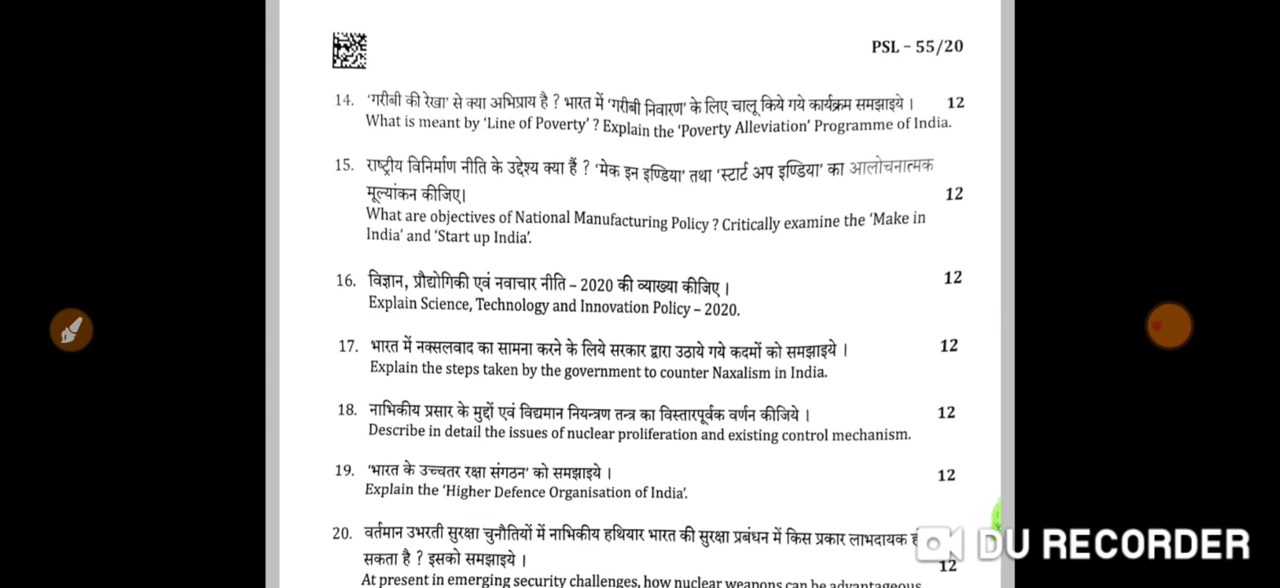 PSL – 55/20
14. 'गरीबी की रेखा' से क्या अभिप्राय है ? भारत में 'गरीबी निवारण' के लिए चालू किये गये कार्यक्रम समझाइये । 12
What is meant by 'Line of Poverty' ? Explain the 'Poverty Alleviation' Programme of India.
15. राष्ट्रीय विनिर्माण नीति के उद्देश्य क्या हैं ? 'मेक इन इण्डिया' तथा 'स्टार्ट अप इण्डिया' का आलोचनात्मक
मूल्यांकन कीजिए। 12
What are objectives of National Manufacturing Policy ? Critically examine the 'Make in
India' and 'Start up India'.
16. विज्ञान, प्रौद्योगिकी एवं नवाचार नीति – 2020 की व्याख्या कीजिए । 12
Explain Science, Technology and Innovation Policy – 2020.
17. भारत में नक्सलवाद का सामना करने के लिये सरकार द्वारा उठाये गये कदमों को समझाइये । 12
Explain the steps taken by the government to counter Naxalism in India.
18. नाभिकीय प्रसार के मुद्दों एवं विद्यमान नियन्त्रण तन्त्र का विस्तारपूर्वक वर्णन कीजिये । 12
Describe in detail the issues of nuclear proliferation and existing control mechanism.
19. 'भारत के उच्चतर रक्षा संगठन' को समझाइये । 12
Explain the 'Higher Defence Organisation of India'.
20. वर्तमान उभरती सुरक्षा चुनौतियों में नाभिकीय हथियार भारत की सुरक्षा प्रबंधन में किस प्रकार लाभदायक
सकता है ? इसको समझाइये । 12
At present in emerging security challenges, how nuclear weapons can be advantageous
DU RECORDER